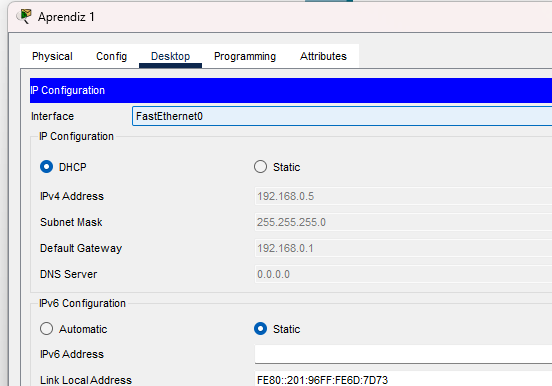 Aprendiz 1
Physical Config Desktop Programming Attributes
IP Configuration
Interface FastEthernet0
IP Configuration
DHCP Static
IPv4 Address 192.168.0.5
Subnet Mask 255.255.255.0
Default Gateway 192.168.0.1
DNS Server 0.0.0.0
IPv6 Configuration
Automatic Static
IPv6 Address
Link Local Address FE80::201:96FF:FE6D:7D73